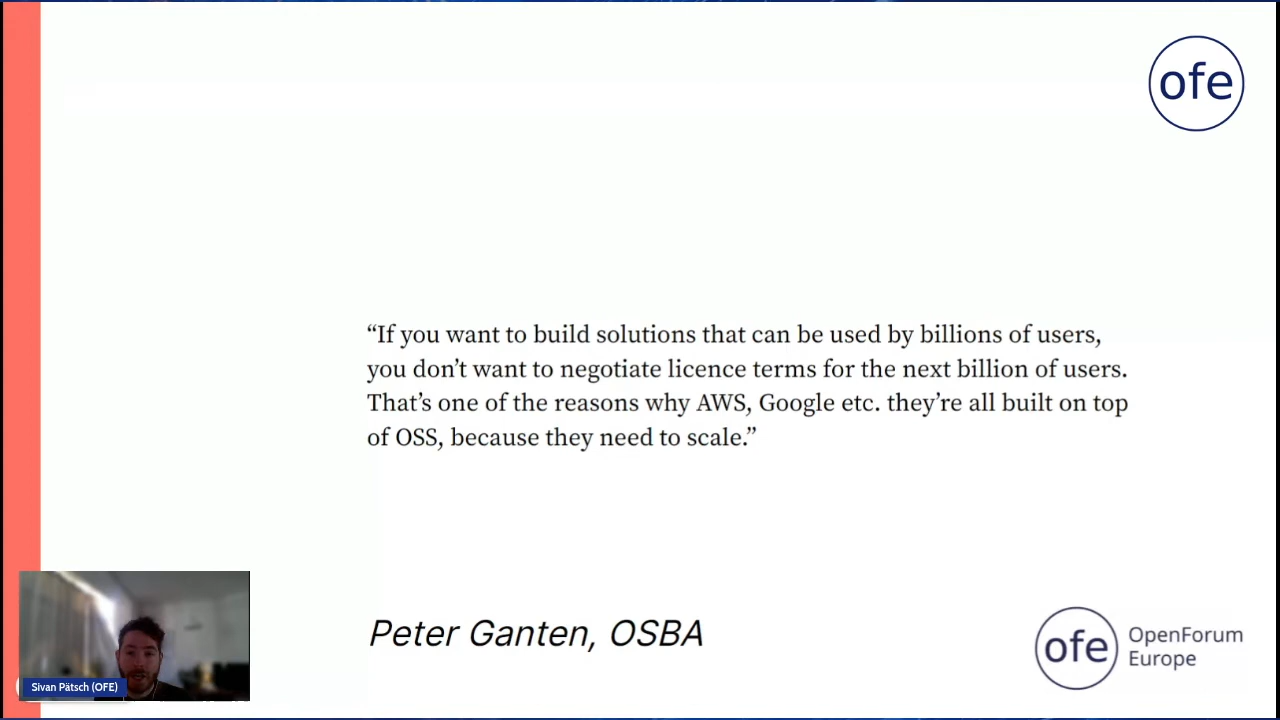 ofe
“If you want to build solutions that can be used by billions of users,
you don’t want to negotiate licence terms for the next billion of users.
That’s one of the reasons why AWS, Google etc. they’re all built on top
of OSS, because they need to scale.”
Peter Ganten, OSBA
ofe
OpenForum
Europe
Sivan Pätsch (OFE)